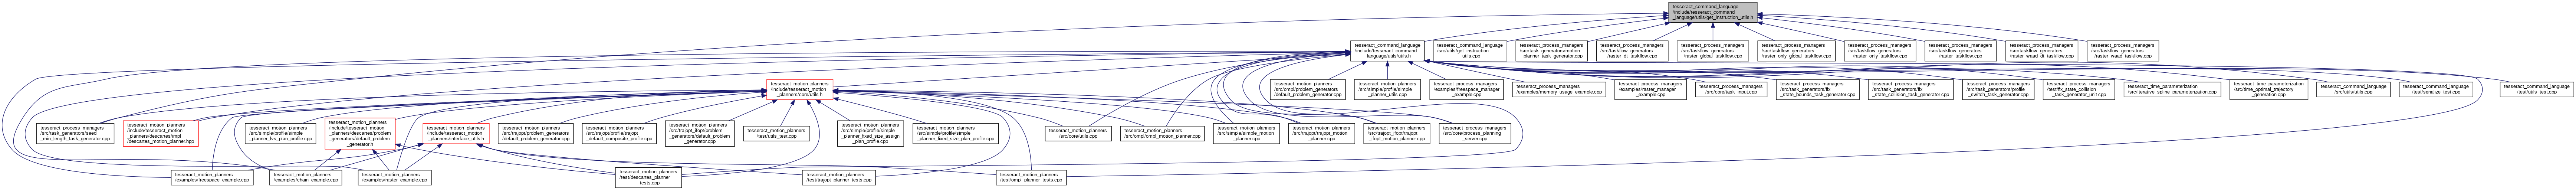 tesseract_command_language
/include/tesseract_command
_language/utils/get_instruction_utils.h
tesseract_command_language
/include/tesseract_command
_language/utils/utils.h
tesseract_command_language
/src/utils/get_instruction
_utils.cpp
tesseract_process_managers
/src/task_generators/motion
_planner_task_generator.cpp
tesseract_process_managers
/src/taskflow_generators
/raster_dt_taskflow.cpp
tesseract_process_managers
/src/taskflow_generators
/raster_global_taskflow.cpp
tesseract_process_managers
/src/taskflow_generators
/raster_only_global_taskflow.cpp
tesseract_process_managers
/src/taskflow_generators
/raster_only_taskflow.cpp
tesseract_process_managers
/src/taskflow_generators
/raster_taskflow.cpp
tesseract_process_managers
/src/taskflow_generators
/raster_waad_dt_taskflow.cpp
tesseract_process_managers
/src/taskflow_generators
/raster_waad_taskflow.cpp
tesseract_motion_planners
/include/tesseract_motion
_planners/core/utils.h
tesseract_motion_planners
/src/ompl/problem_generators
/default_problem_generator.cpp
tesseract_motion_planners
/src/simple/profile/simple
_planner_utils.cpp
tesseract_process_managers
/examples/freespace_manager
_example.cpp
tesseract_process_managers
/examples/memory_usage_example.cpp
tesseract_process_managers
/examples/raster_manager
_example.cpp
tesseract_process_managers
/src/core/task_input.cpp
tesseract_process_managers
/src/task_generators/fix
_state_bounds_task_generator.cpp
tesseract_process_managers
/src/task_generators/fix
_state_collision_task_generator.cpp
tesseract_process_managers
/src/task_generators/profile
_switch_task_generator.cpp
tesseract_process_managers
/test/fix_state_collision
_task_generator_unit.cpp
tesseract_time_parameterization
/src/iterative_spline_parameterization.cpp
tesseract_time_parameterization
/src/time_optimal_trajectory
_generation.cpp
tesseract_command_language
/src/utils/utils.cpp
tesseract_command_language
/test/serialize_test.cpp
tesseract_command_language
/test/utils_test.cpp
tesseract_process_managers
/src/task_generators/seed
_min_length_task_generator.cpp
tesseract_motion_planners
/include/tesseract_motion
_planners/descartes/impl
/descartes_motion_planner.hpp
tesseract_motion_planners
/src/simple/profile/simple
_planner_lvs_plan_profile.cpp
tesseract_motion_planners
/include/tesseract_motion
_planners/descartes/problem
_generators/default_problem
_generator.h
tesseract_motion_planners
/include/tesseract_motion
_planners/interface_utils.h
tesseract_motion_planners
/src/trajopt/problem_generators
/default_problem_generator.cpp
tesseract_motion_planners
/src/trajopt/profile/trajopt
_default_composite_profile.cpp
tesseract_motion_planners
/src/trajopt_ifopt/problem
_generators/default_problem
_generator.cpp
tesseract_motion_planners
/test/utils_test.cpp
tesseract_motion_planners
/src/simple/profile/simple
_planner_fixed_size_assign
_plan_profile.cpp
tesseract_motion_planners
/src/simple/profile/simple
_planner_fixed_size_plan_profile.cpp
tesseract_motion_planners
/src/core/utils.cpp
tesseract_motion_planners
/src/ompl/ompl_motion_planner.cpp
tesseract_motion_planners
/src/simple/simple_motion
_planner.cpp
tesseract_motion_planners
/src/trajopt/trajopt_motion
_planner.cpp
tesseract_motion_planners
/src/trajopt_ifopt/trajopt
_ifopt_motion_planner.cpp
tesseract_process_managers
/src/core/process_planning
_server.cpp
tesseract_motion_planners
/examples/freespace_example.cpp
tesseract_motion_planners
/examples/chain_example.cpp
tesseract_motion_planners
/examples/raster_example.cpp
tesseract_motion_planners
/test/descartes_planner
_tests.cpp
tesseract_motion_planners
/test/trajopt_planner_tests.cpp
tesseract_motion_planners
/test/ompl_planner_tests.cpp